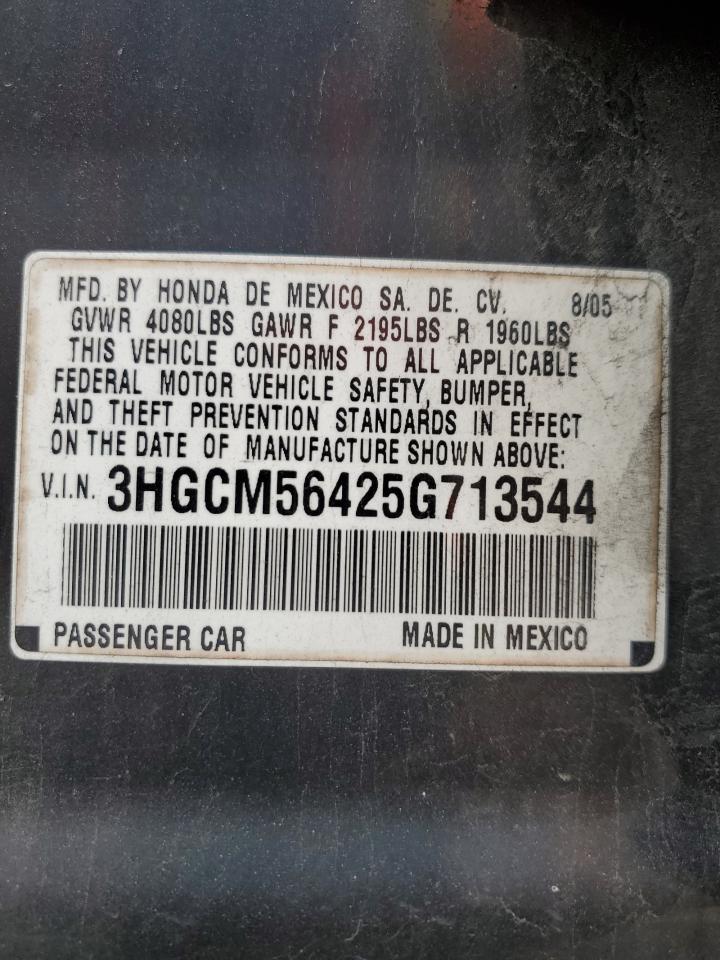 MFD. BY HONDA DE MEXICO SA. DE. CV. 8/05
GVWR 4080LBS GAWR F 2195LBS R 1960LBS
THIS VEHICLE CONFORMS TO ALL APPLICABLE
FEDERAL MOTOR VEHICLE SAFETY, BUMPER,
AND THEFT PREVENTION STANDARDS IN EFFECT
ON THE DATE OF MANUFACTURE SHOWN ABOVE:
V.I.N. 3HGCM56425G713544
PASSENGER CAR MADE IN MEXICO